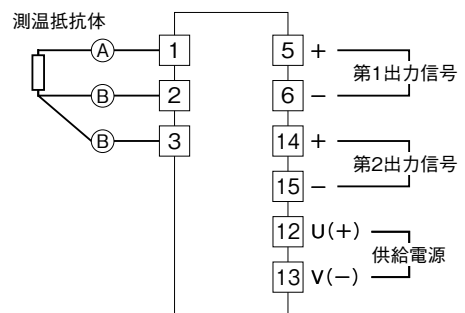 測温抵抗体
A 1
B 2
B 3
5 +
第1出力信号
6 −
14 +
第2出力信号
15 −
12 U(+)
供給電源
13 V(−)